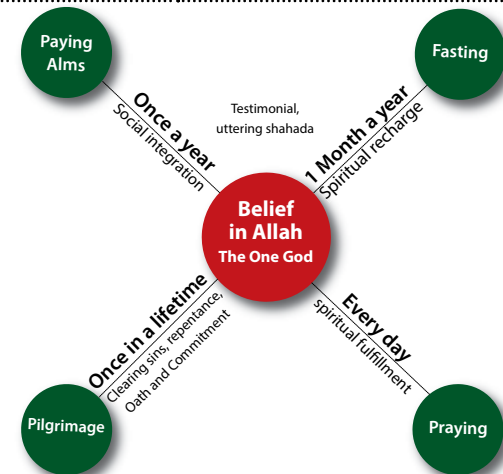 Paying
Alms
Fasting
Once a year
Social integration
Testimonial,
uttering shahada
1 Month a year
Spiritual recharge
Belief
in Allah
The One God
Once in a lifetime
Clearing sins, repentance,
Oath and Commitment
Every day
spiritual fulfillment
Pilgrimage
Praying